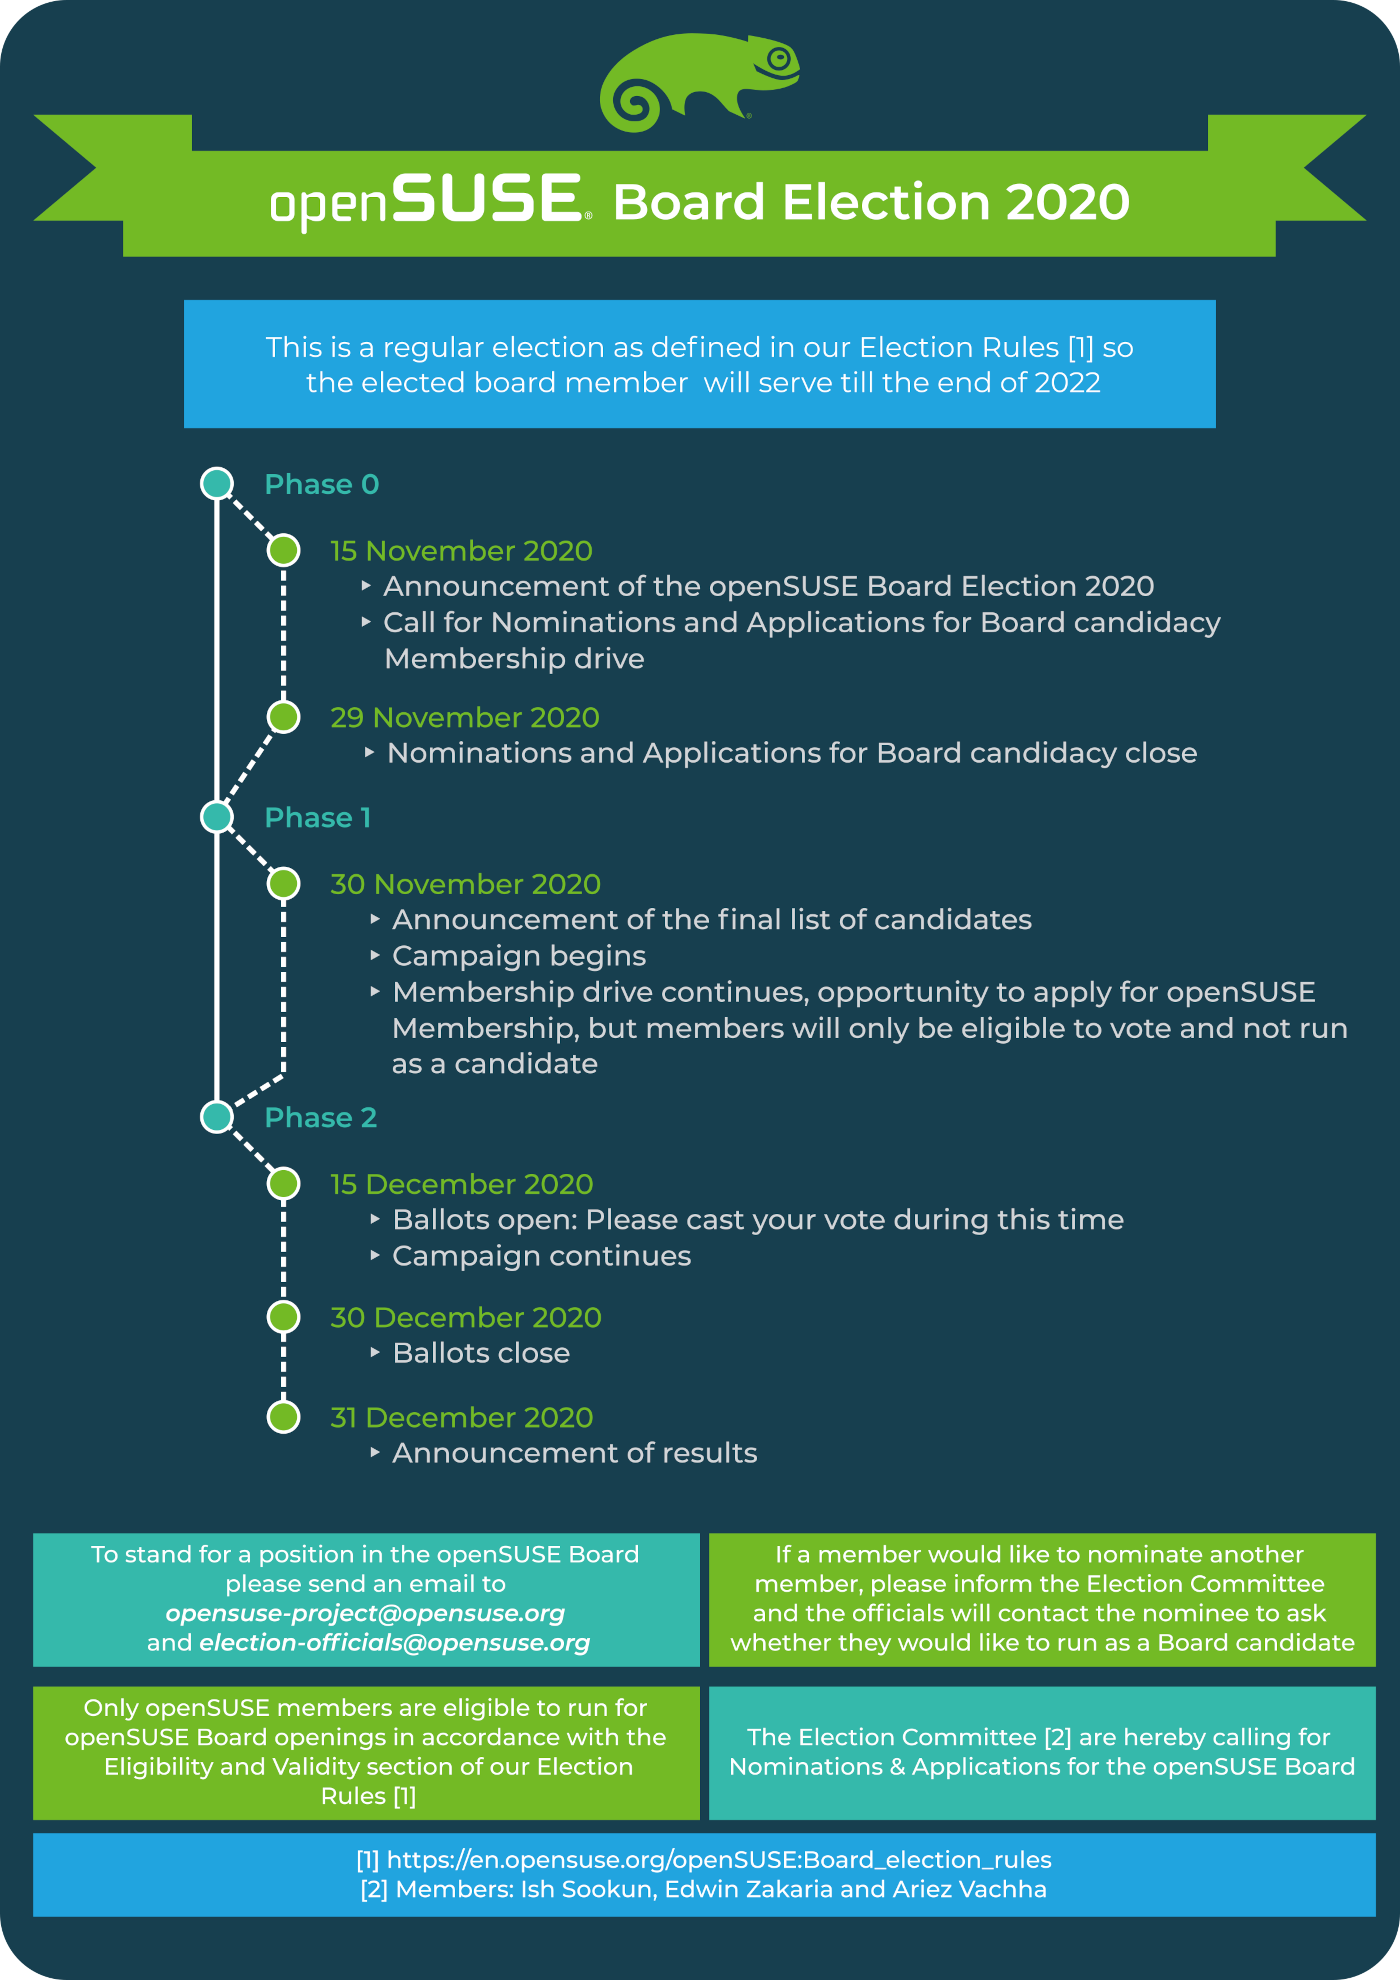 openSUSE® Board Election 2020
This is a regular election as defined in our Election Rules [1] so
the elected board member will serve till the end of 2022
Phase 0
15 November 2020
‣ Announcement of the openSUSE Board Election 2020
‣ Call for Nominations and Applications for Board candidacy
Membership drive
29 November 2020
‣ Nominations and Applications for Board candidacy close
Phase 1
30 November 2020
‣ Announcement of the final list of candidates
‣ Campaign begins
‣ Membership drive continues, opportunity to apply for openSUSE
Membership, but members will only be eligible to vote and not run
as a candidate
Phase 2
15 December 2020
‣ Ballots open: Please cast your vote during this time
‣ Campaign continues
30 December 2020
‣ Ballots close
31 December 2020
‣ Announcement of results
To stand for a position in the openSUSE Board
please send an email to
opensuse-project@opensuse.org
and election-officials@opensuse.org
If a member would like to nominate another
member, please inform the Election Committee
and the officials will contact the nominee to ask
whether they would like to run as a Board candidate
Only openSUSE members are eligible to run for
openSUSE Board openings in accordance with the
Eligibility and Validity section of our Election
Rules [1]
The Election Committee [2] are hereby calling for
Nominations & Applications for the openSUSE Board
[1] https://en.opensuse.org/openSUSE:Board_election_rules
[2] Members: Ish Sookun, Edwin Zakaria and Ariez Vachha